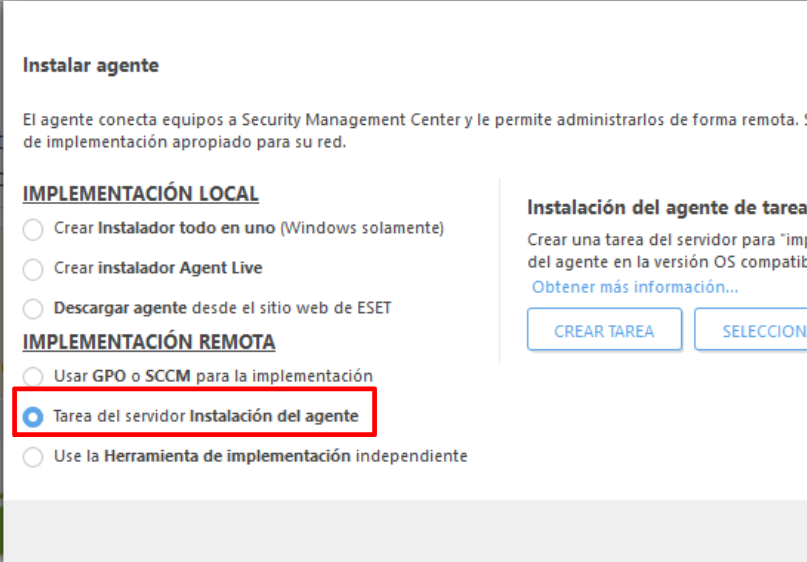 Instalar agente
El agente conecta equipos a Security Management Center y le permite administrarlos de forma remota.
de implementación apropiado para su red.
IMPLEMENTACIÓN LOCAL
Crear Instalador todo en uno (Windows solamente)
Crear instalador Agent Live
Descargar agente desde el sitio web de ESET
IMPLEMENTACIÓN REMOTA
Usar GPO o SCCM para la implementación
Tarea del servidor Instalación del agente
Use la Herramienta de implementación independiente
Instalación del agente de tarea
Crear una tarea del servidor para "imp
del agente en la versión OS compatib
Obtener más información...
CREAR TAREA
SELECCION